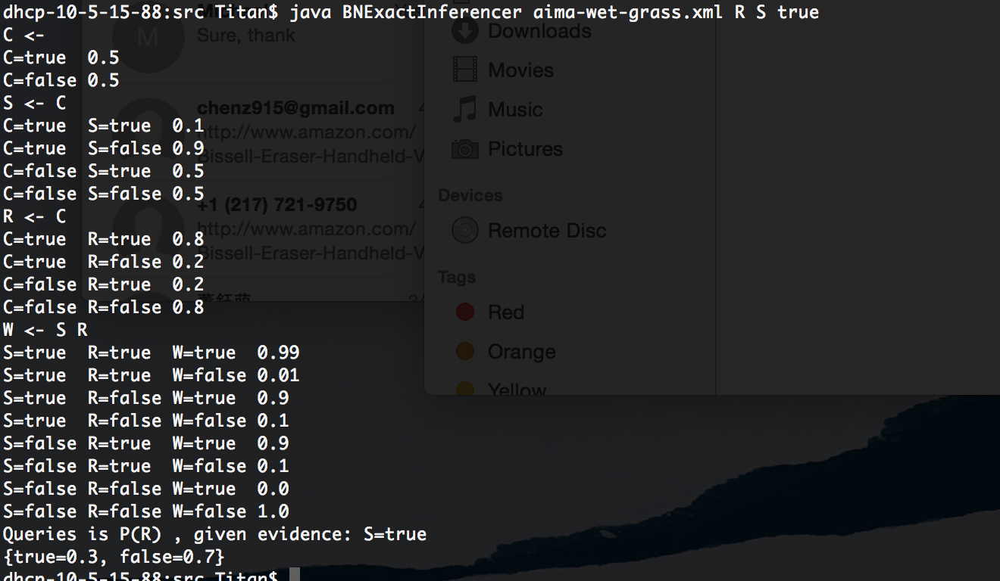 dhcp-10-5-15-88:src Titan$ java BNExactInferencer aima-wet-grass.xml R S true
C <-
C=true  0.5
C=false 0.5
S <- C
C=true  S=true  0.1
C=true  S=false 0.9
C=false S=true  0.5
C=false S=false 0.5
R <- C
C=true  R=true  0.8
C=true  R=false 0.2
C=false R=true  0.2
C=false R=false 0.8
W <- S R
S=true  R=true  W=true  0.99
S=true  R=true  W=false 0.01
S=true  R=false W=true  0.9
S=true  R=false W=false 0.1
S=false R=true  W=true  0.9
S=false R=true  W=false 0.1
S=false R=false W=true  0.0
S=false R=false W=false 1.0
Queries is P(R) , given evidence: S=true
{true=0.3, false=0.7}
dhcp-10-5-15-88:src Titan$
M
Sure, thank
chenz915@gmail.com
http://www.amazon.com/
Bissell-Eraser-Handheld-V
+1 (217) 721-9750
http://www.amazon.com/
Bissell-Eraser-Handheld-V
Downloads
Movies
Music
Pictures
Devices
Remote Disc
Tags
Red
Orange
Yellow